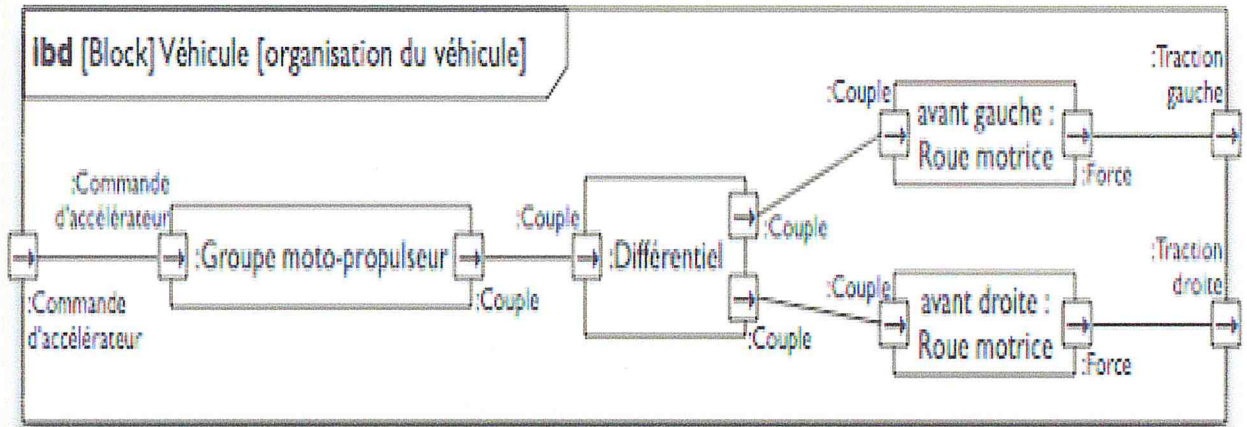 ibd [Block] Véhicule [organisation du véhicule]
:Traction
gauche
:Couple
avant gauche :
Roue motrice
:Force
:Commande
d'accélérateur
:Couple
:Couple
:Groupe moto-propulseur
:Différentiel
:Traction
droite
:Commande
d'accélérateur
:Couple
:Couple
:Couple
avant droite :
Roue motrice
:Force